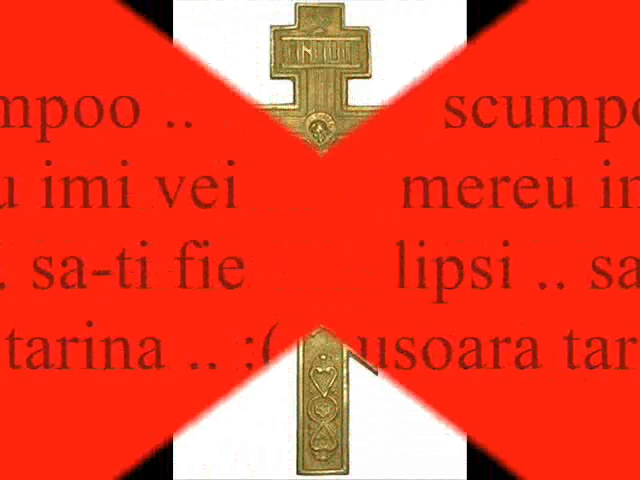 mpoo .. scumpo
u imi vei mereu in
. sa-ti fie lipsi .. sa
tarina .. :( usoara tar